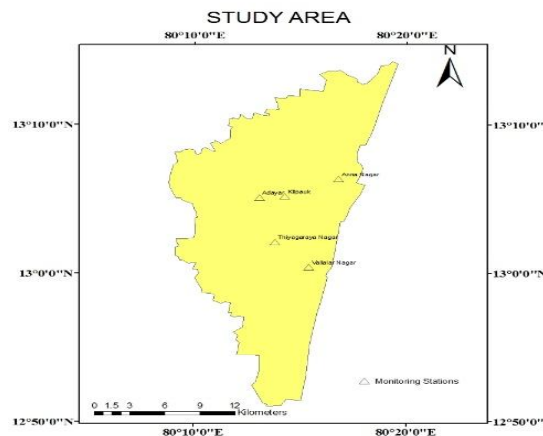 STUDY AREA
80°10'0"E 80°20'0"E
N
13°10'0"N 13°10'0"N
Anna Nagar
Adayar Kilpauk
Thiyagaraya Nagar
Vallalar Nagar
13°0'0"N 13°0'0"N
Monitoring Stations
0 1.5 3 6 9 12
Kilometers
12°50'0"N 12°50'0"N
80°10'0"E 80°20'0"E